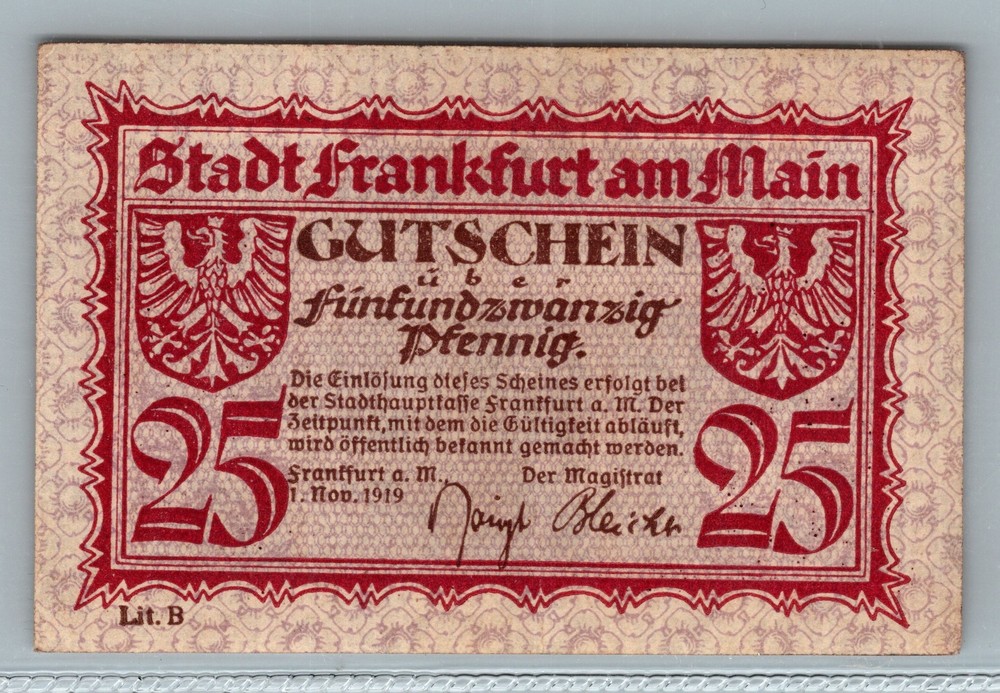 Stadt Frankfurt am Main
GUTSCHEIN
über
Fünfundzwanzig
Pfennig.
Die Einlöſung dieſes Scheines erfolgt bei
der Stadthauptkaſſe Frankfurt a. M. Der
Zeitpunkt, mit dem die Gültigkeit abläuft,
wird öffentlich bekannt gemacht werden.
25
25
Frankfurt a. M., Der Magiſtrat
1. Nov. 1919
Lit. B